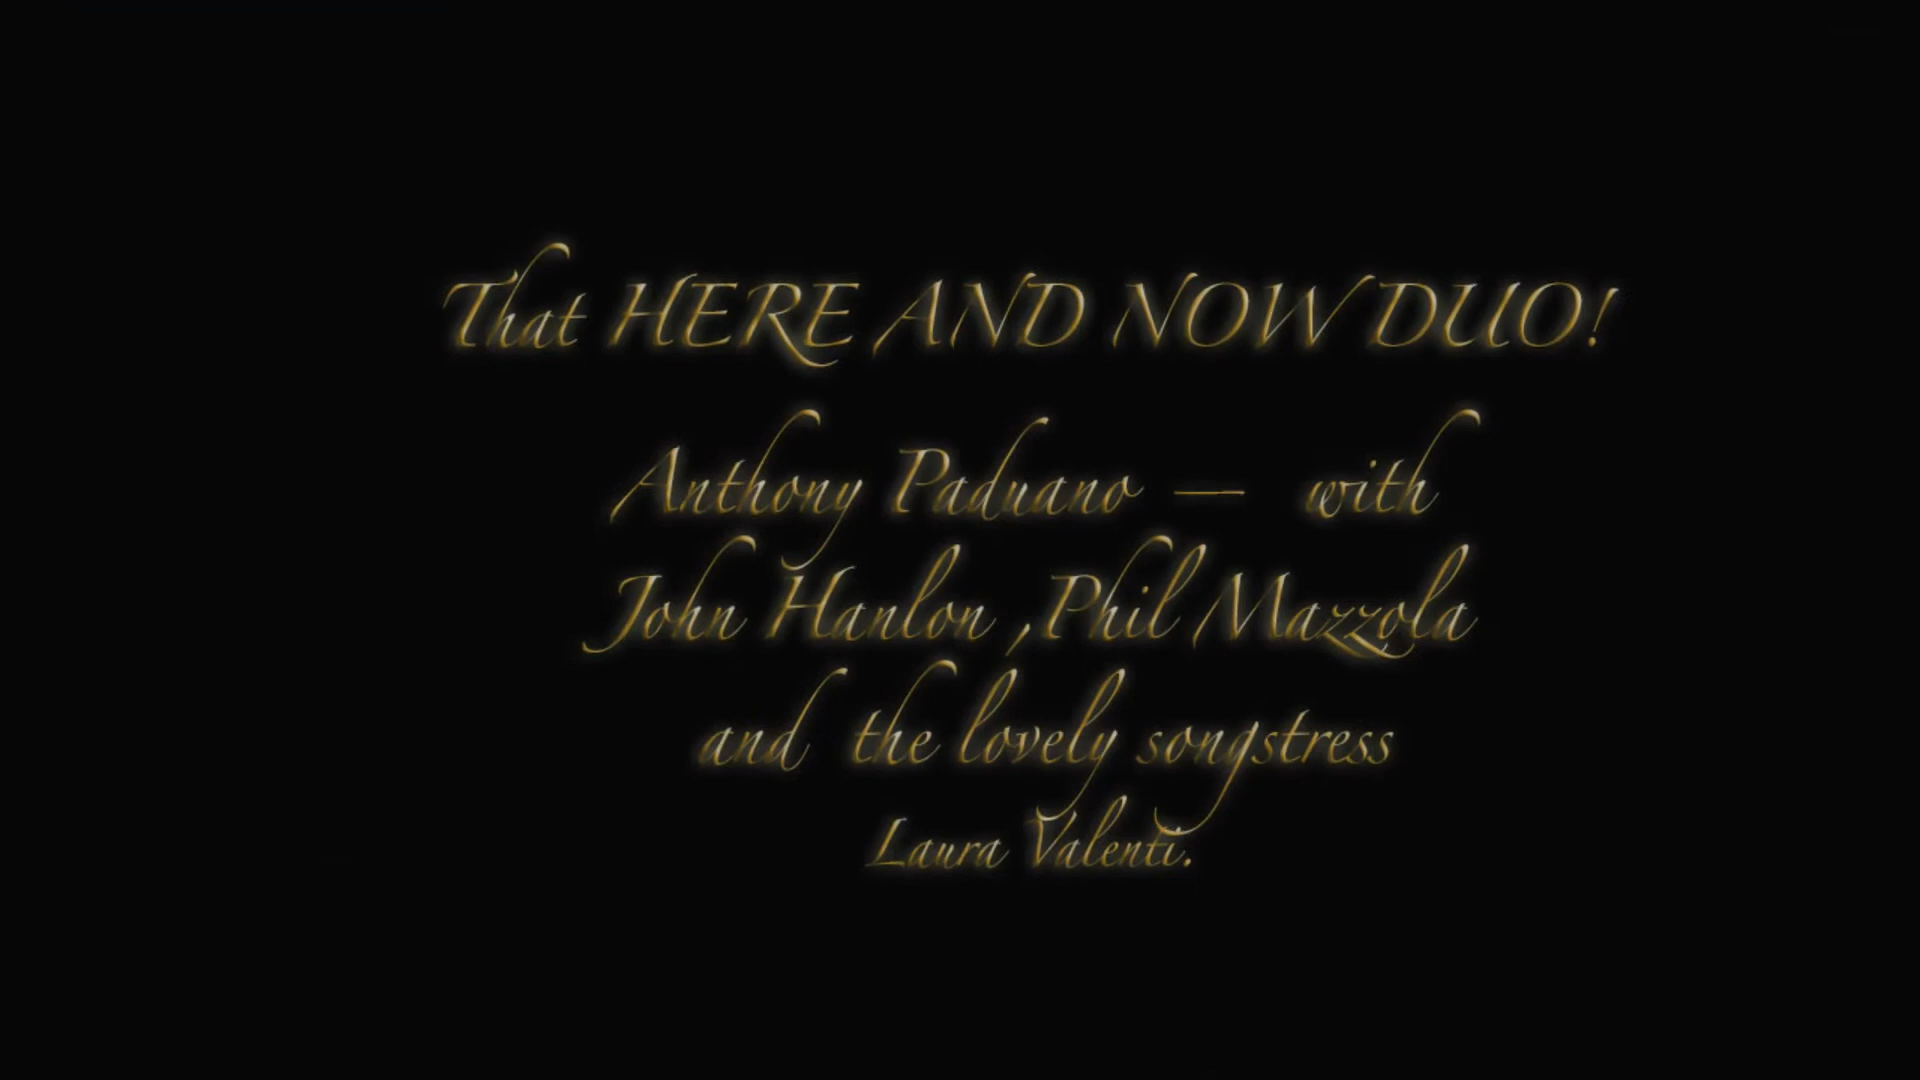 That HERE AND NOW DUO!
Anthony Paduano — with
John Hanlon ,Phil Mazzola
and the lovely songstress
Laura Valenti.